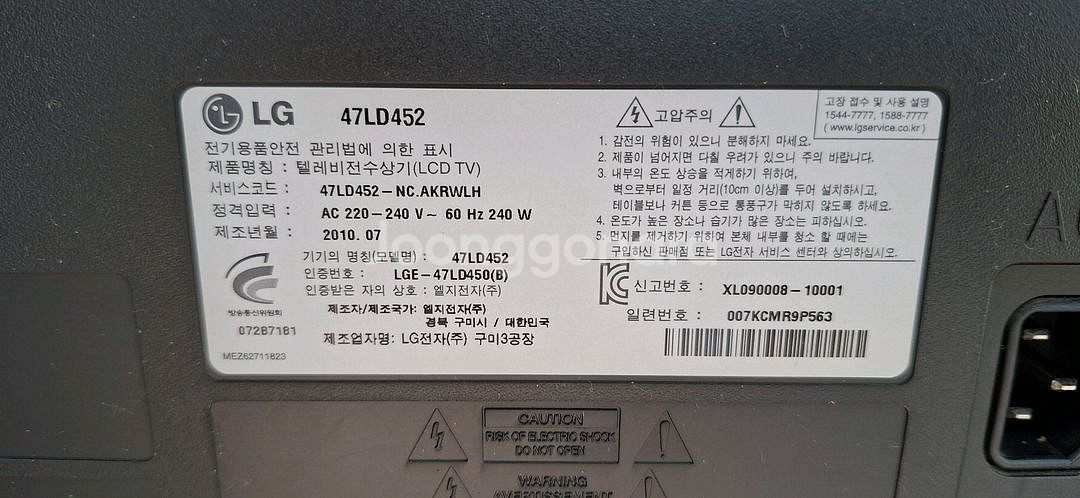 LG 47LD452
전기용품안전 관리법에 의한 표시
제품명칭 : 텔레비전수상기(LCD TV)
서비스코드 : 47LD452-NC.AKRWLH
정격입력 : AC 220-240 V~ 60 Hz 240 W
제조년월 : 2010. 07
기기의 명칭(모델명) : 47LD452
인증번호 : LGE-47LD450(B)
인증받은 자의 상호 : 엘지전자(주)
제조자/제조국가: 엘지전자(주)
경북 구미시 / 대한민국
제조업자명: LG전자(주) 구미3공장
방송통신위원회
07287181
MEZ62711823
고압주의
고장 접수 및 사용 설명
1544-7777, 1588-7777
( www.lgservice.co.kr )
1. 감전의 위험이 있으니 분해하지 마세요.
2. 제품이 넘어지면 다칠 우려가 있으니 주의 바랍니다.
3. 내부의 온도 상승을 적게하기 위하여,
벽으로부터 일정 거리(10cm 이상)를 두어 설치하고,
테이블보나 커튼 등으로 통풍구가 막히지 않도록 하세요.
4. 온도가 높은 장소나 습기가 많은 장소는 피하십시오.
5. 먼지를 제거하기 위하여 본체 내부를 청소 할 때에는
구입하신 판매점 또는 LG전자 서비스 센터와 상의하십시오.
신고번호 : XL090008-10001
일련번호 : 007KCMR9P563
CAUTION
RISK OF ELECTRIC SHOCK
DO NOT OPEN
WARNING
AVERTISSEMENT